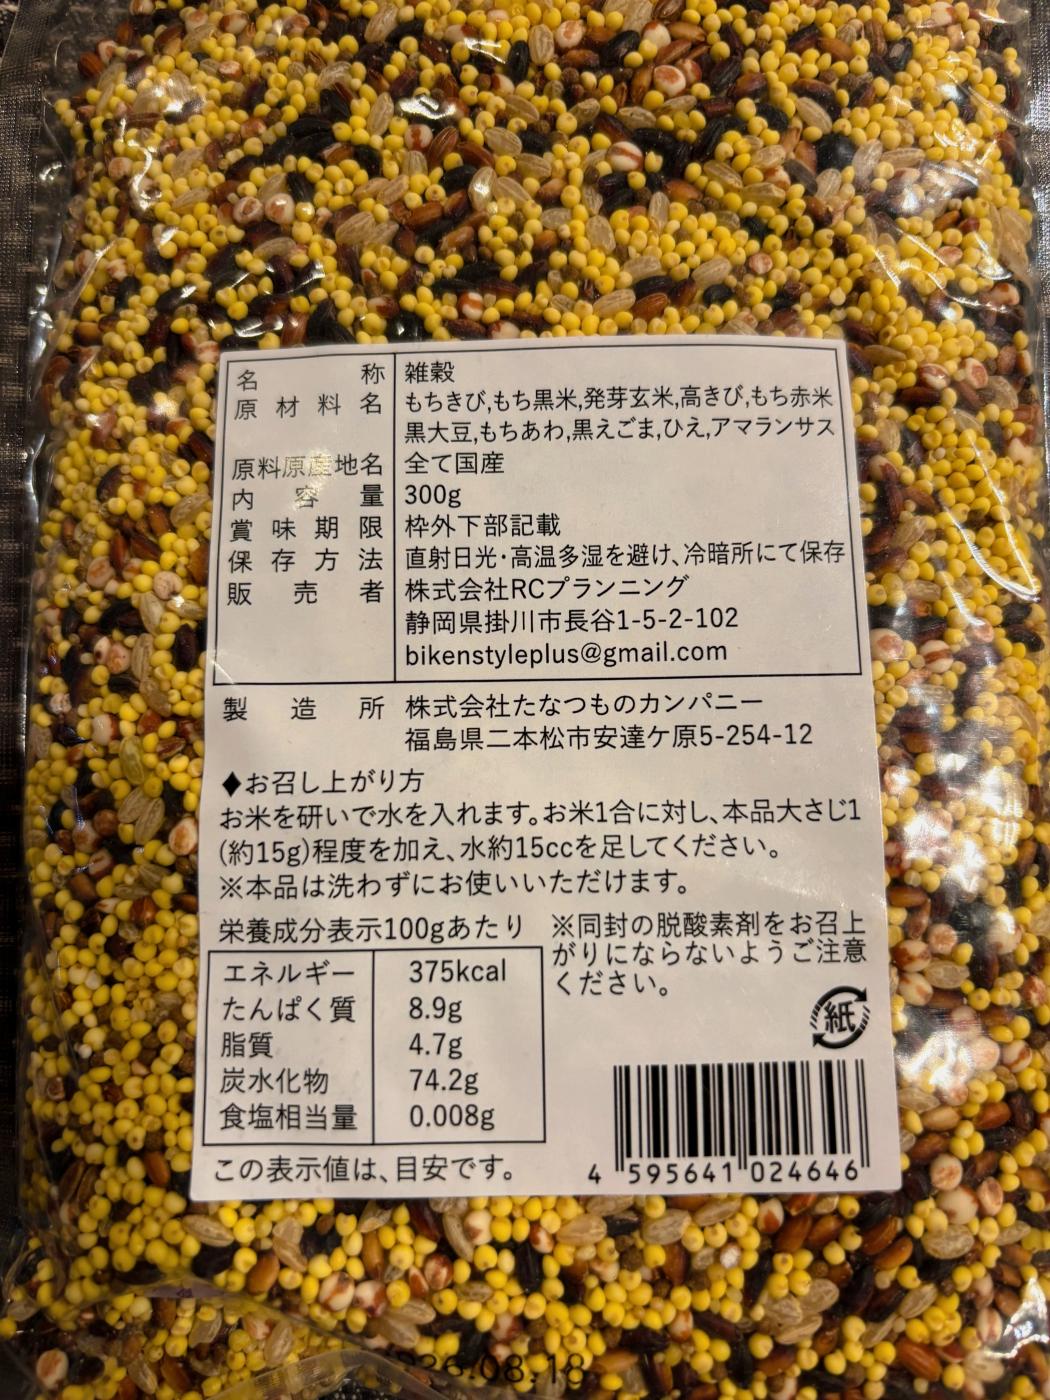 名称 雑穀
原材料名 もちきび,もち黒米,発芽玄米,高きび,もち赤米
黒大豆,もちあわ,黒えごま,ひえ,アマランサス
原料原産地名 全て国産
内容量 300g
賞味期限 枠外下部記載
保存方法 直射日光・高温多湿を避け、冷暗所にて保存
販売者 株式会社RCプランニング
静岡県掛川市長谷1-5-2-102
bikenstyleplus@gmail.com
製造所 株式会社たなつものカンパニー
福島県二本松市安達ケ原5-254-12
♦お召し上がり方
お米を研いで水を入れます。お米1合に対し、本品大さじ1
(約15g)程度を加え、水約15ccを足してください。
※本品は洗わずにお使いいただけます。
栄養成分表示100gあたり
エネルギー 375kcal
たんぱく質 8.9g
脂質 4.7g
炭水化物 74.2g
食塩相当量 0.008g
この表示値は、目安です。
※同封の脱酸素剤をお召上
がりにならないようご注意
ください。
紙
4 595641 024646
08.18